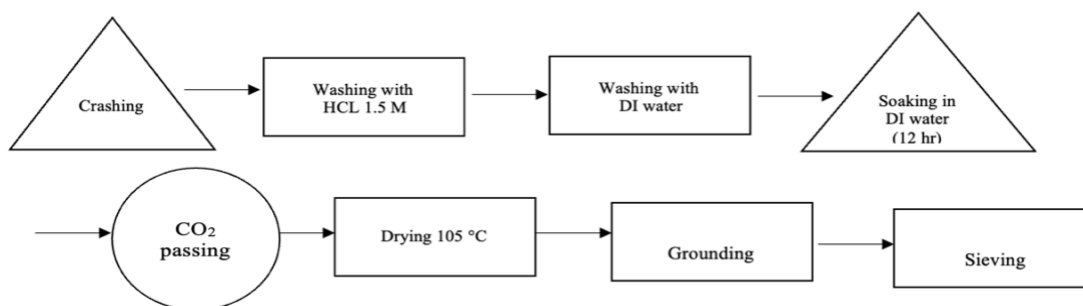 Crashing
Washing with
HCL 1.5 M
Washing with
DI water
Soaking in
DI water
(12 hr)
CO₂
passing
Drying 105 °C
Grounding
Sieving